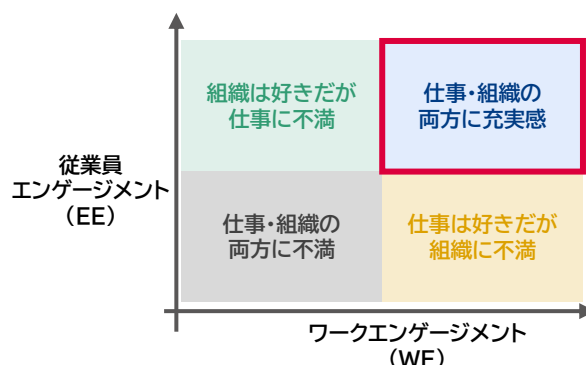 組織は好きだが
仕事に不満
仕事・組織の
両方に充実感
従業員
エンゲージメント
（EE）
仕事・組織の
両方に不満
仕事は好きだが
組織に不満
ワークエンゲージメント
（WE）